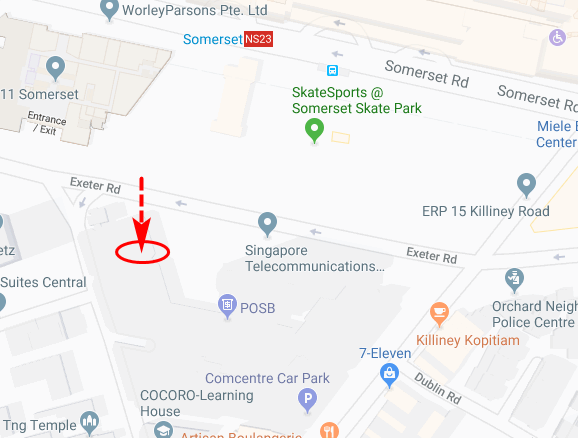 WorleyParsons Pte. Ltd
Somerset NS23
Somerset Rd
Somerset Rd
11 Somerset
SkateSports @
Somerset Skate Park
Entrance
/ Exit
Miele E
Center
Exeter Rd
ERP 15 Killiney Road
Singapore
Telecommunications...
Exeter Rd
etz
Suites Central
POSB
Orchard Neigh
Police Centre
Killiney Kopitiam
7-Eleven
Comcentre Car Park
P
Dublin Rd
COCORO-Learning
House
Tng Temple
Artisan Boulangerie